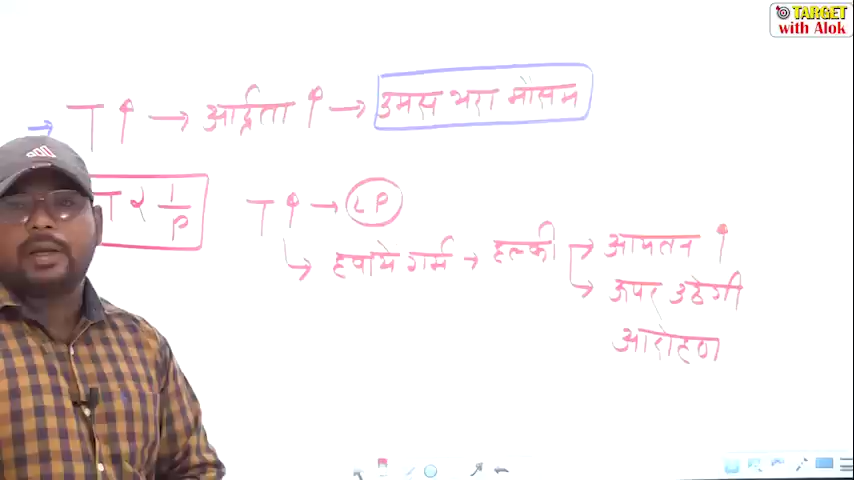 TARGET
with Alok
T ↑ → आर्द्रता ↑ → उमस भरा मौसम
T ∝ 1/P
T ↑ → LP
↳ हवाये गर्म → हल्की → आयतन ↑
→ ऊपर उठेगी
आरोहण